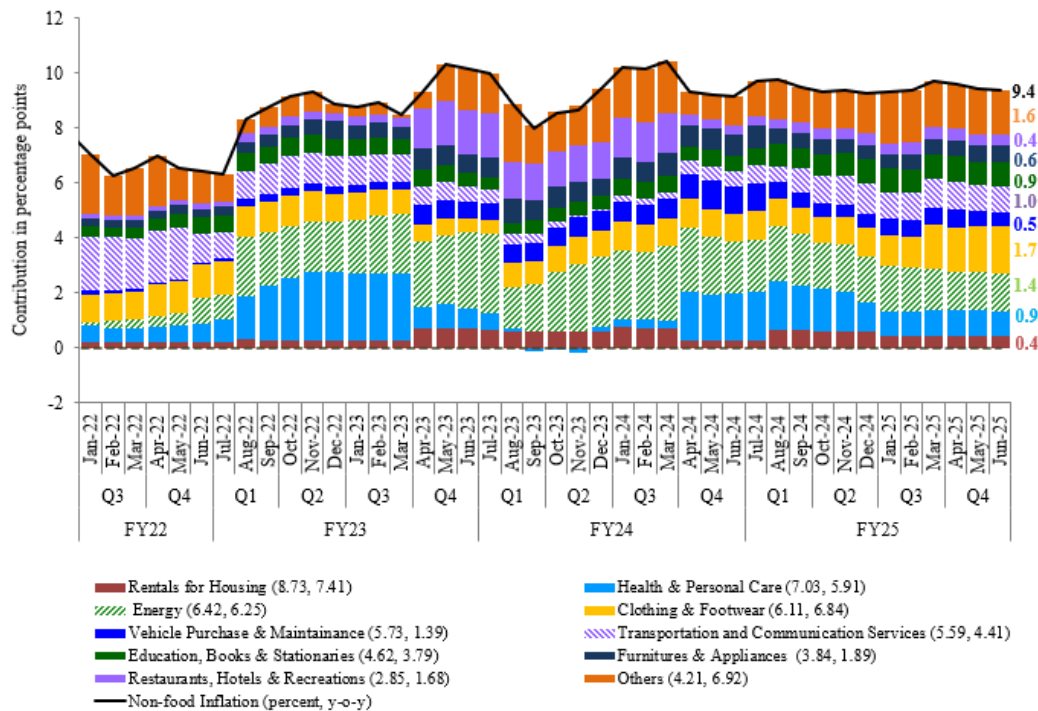 Contribution in percentage points
12
10
8
6
4
2
0
-2
9.4
1.6
0.4
0.6
0.9
1.0
0.5
1.7
1.4
0.9
0.4
Jan-22 Feb-22 Mar-22 Apr-22 May-22 Jun-22 Jul-22 Aug-22 Sep-22 Oct-22 Nov-22 Dec-22 Jan-23 Feb-23 Mar-23 Apr-23 May-23 Jun-23 Jul-23 Aug-23 Sep-23 Oct-23 Nov-23 Dec-23 Jan-24 Feb-24 Mar-24 Apr-24 May-24 Jun-24 Jul-24 Aug-24 Sep-24 Oct-24 Nov-24 Dec-24 Jan-25 Feb-25 Mar-25 Apr-25 May-25 Jun-25
Q3 Q4 Q1 Q2 Q3 Q4 Q1 Q2 Q3 Q4 Q1 Q2 Q3 Q4
FY22 FY23 FY24 FY25
Rentals for Housing (8.73, 7.41)
Health & Personal Care (7.03, 5.91)
Energy (6.42, 6.25)
Clothing & Footwear (6.11, 6.84)
Vehicle Purchase & Maintainance (5.73, 1.39)
Transportation and Communication Services (5.59, 4.41)
Education, Books & Stationaries (4.62, 3.79)
Furnitures & Appliances (3.84, 1.89)
Restaurants, Hotels & Recreations (2.85, 1.68)
Others (4.21, 6.92)
Non-food Inflation (percent, y-o-y)